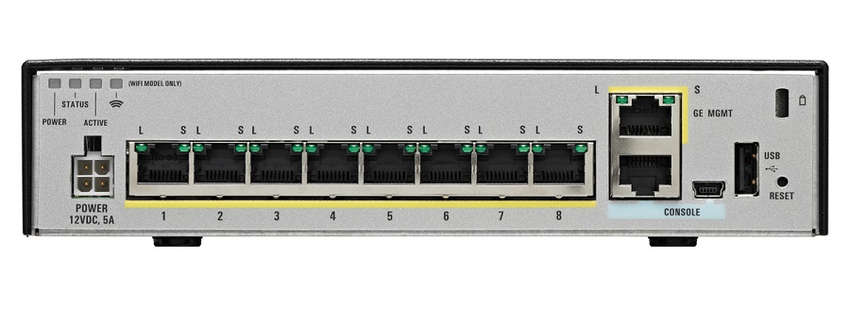 (WIFI MODEL ONLY)
STATUS
POWER
ACTIVE
L S L S L S L S L S L S L S L S
1 2 3 4 5 6 7 8
POWER
12VDC, 5A
L S
GE MGMT
CONSOLE
USB
RESET